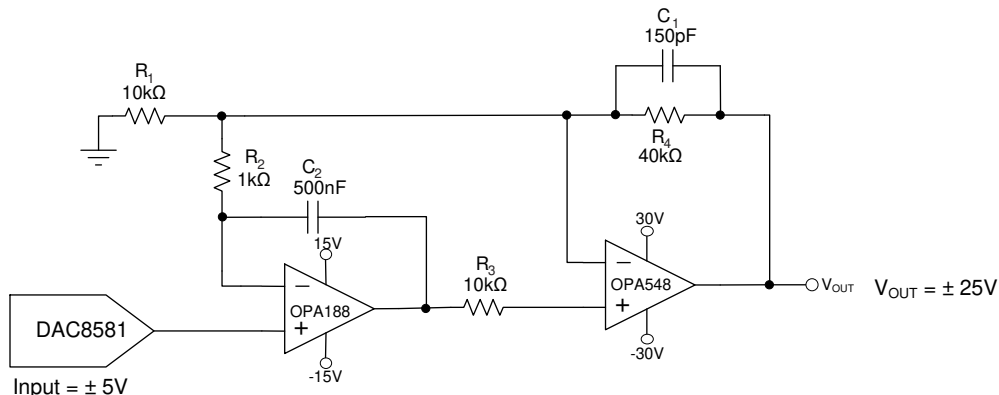 C1
150pF
R1
10kΩ
R4
40kΩ
R2
1kΩ
C2
500nF
15V
30V
R3
10kΩ
−
OPA188
+
−
OPA548
+
VOUT
VOUT = ± 25V
DAC8581
-15V
-30V
Input = ± 5V